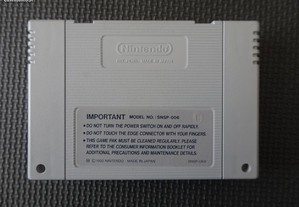 Nintendo
IMPORTANT MODEL NO.: SNSP-006
• DO NOT TURN THE POWER SWITCH ON AND OFF RAPIDLY.
• DO NOT TOUCH THE EDGE CONNECTOR WITH YOUR FINGERS.
• THIS GAME PAK MUST BE CLEANED REGULARLY. PLEASE
REFER TO THE CONSUMER INFORMATION BOOKLET FOR
ADDITIONAL PRECAUTIONS AND MAINTENANCE DETAILS.
NINTENDO MADE IN JAPAN